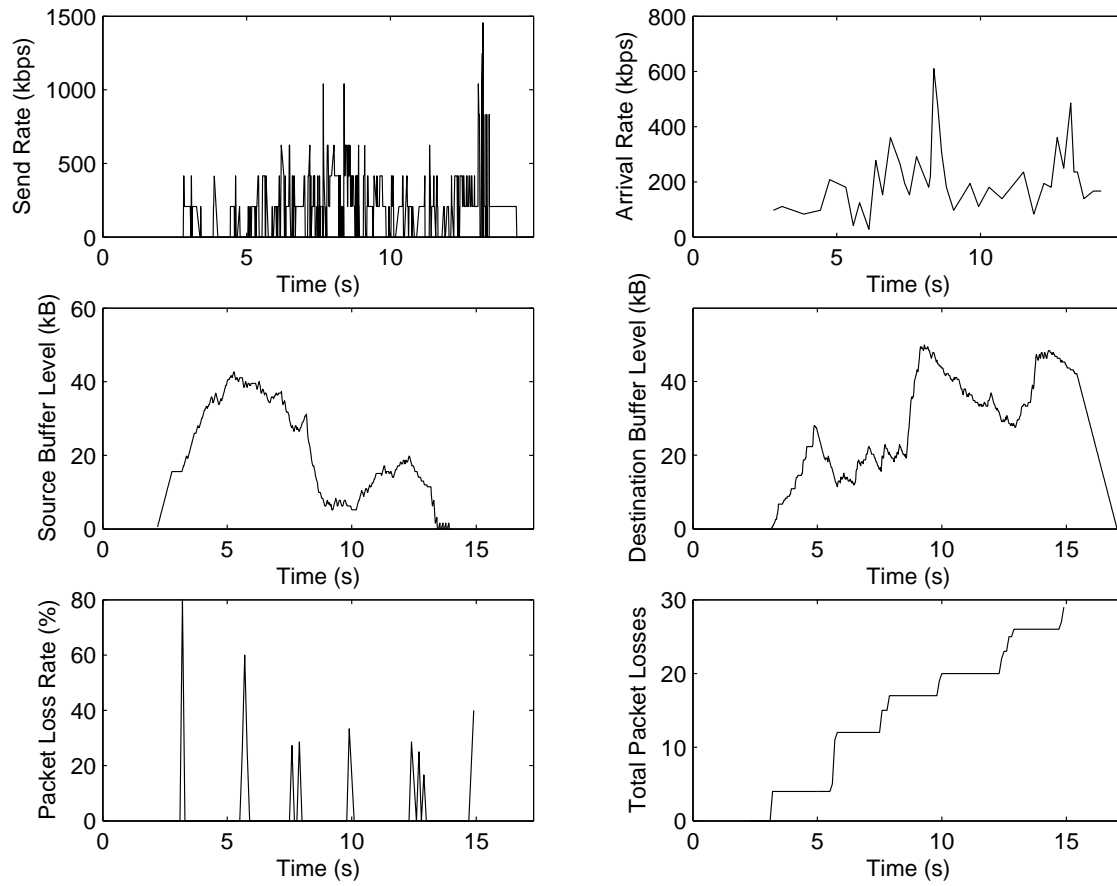 1500
1000
500
0
Send Rate (kbps)
0 5 10
Time (s)
800
600
400
200
0
Arrival Rate (kbps)
0 5 10
Time (s)
60
40
20
0
Source Buffer Level (kB)
0 5 10 15
Time (s)
40
20
0
Destination Buffer Level (kB)
0 5 10 15
Time (s)
80
60
40
20
0
Packet Loss Rate (%)
0 5 10 15
Time (s)
30
20
10
0
Total Packet Losses
0 5 10 15
Time (s)